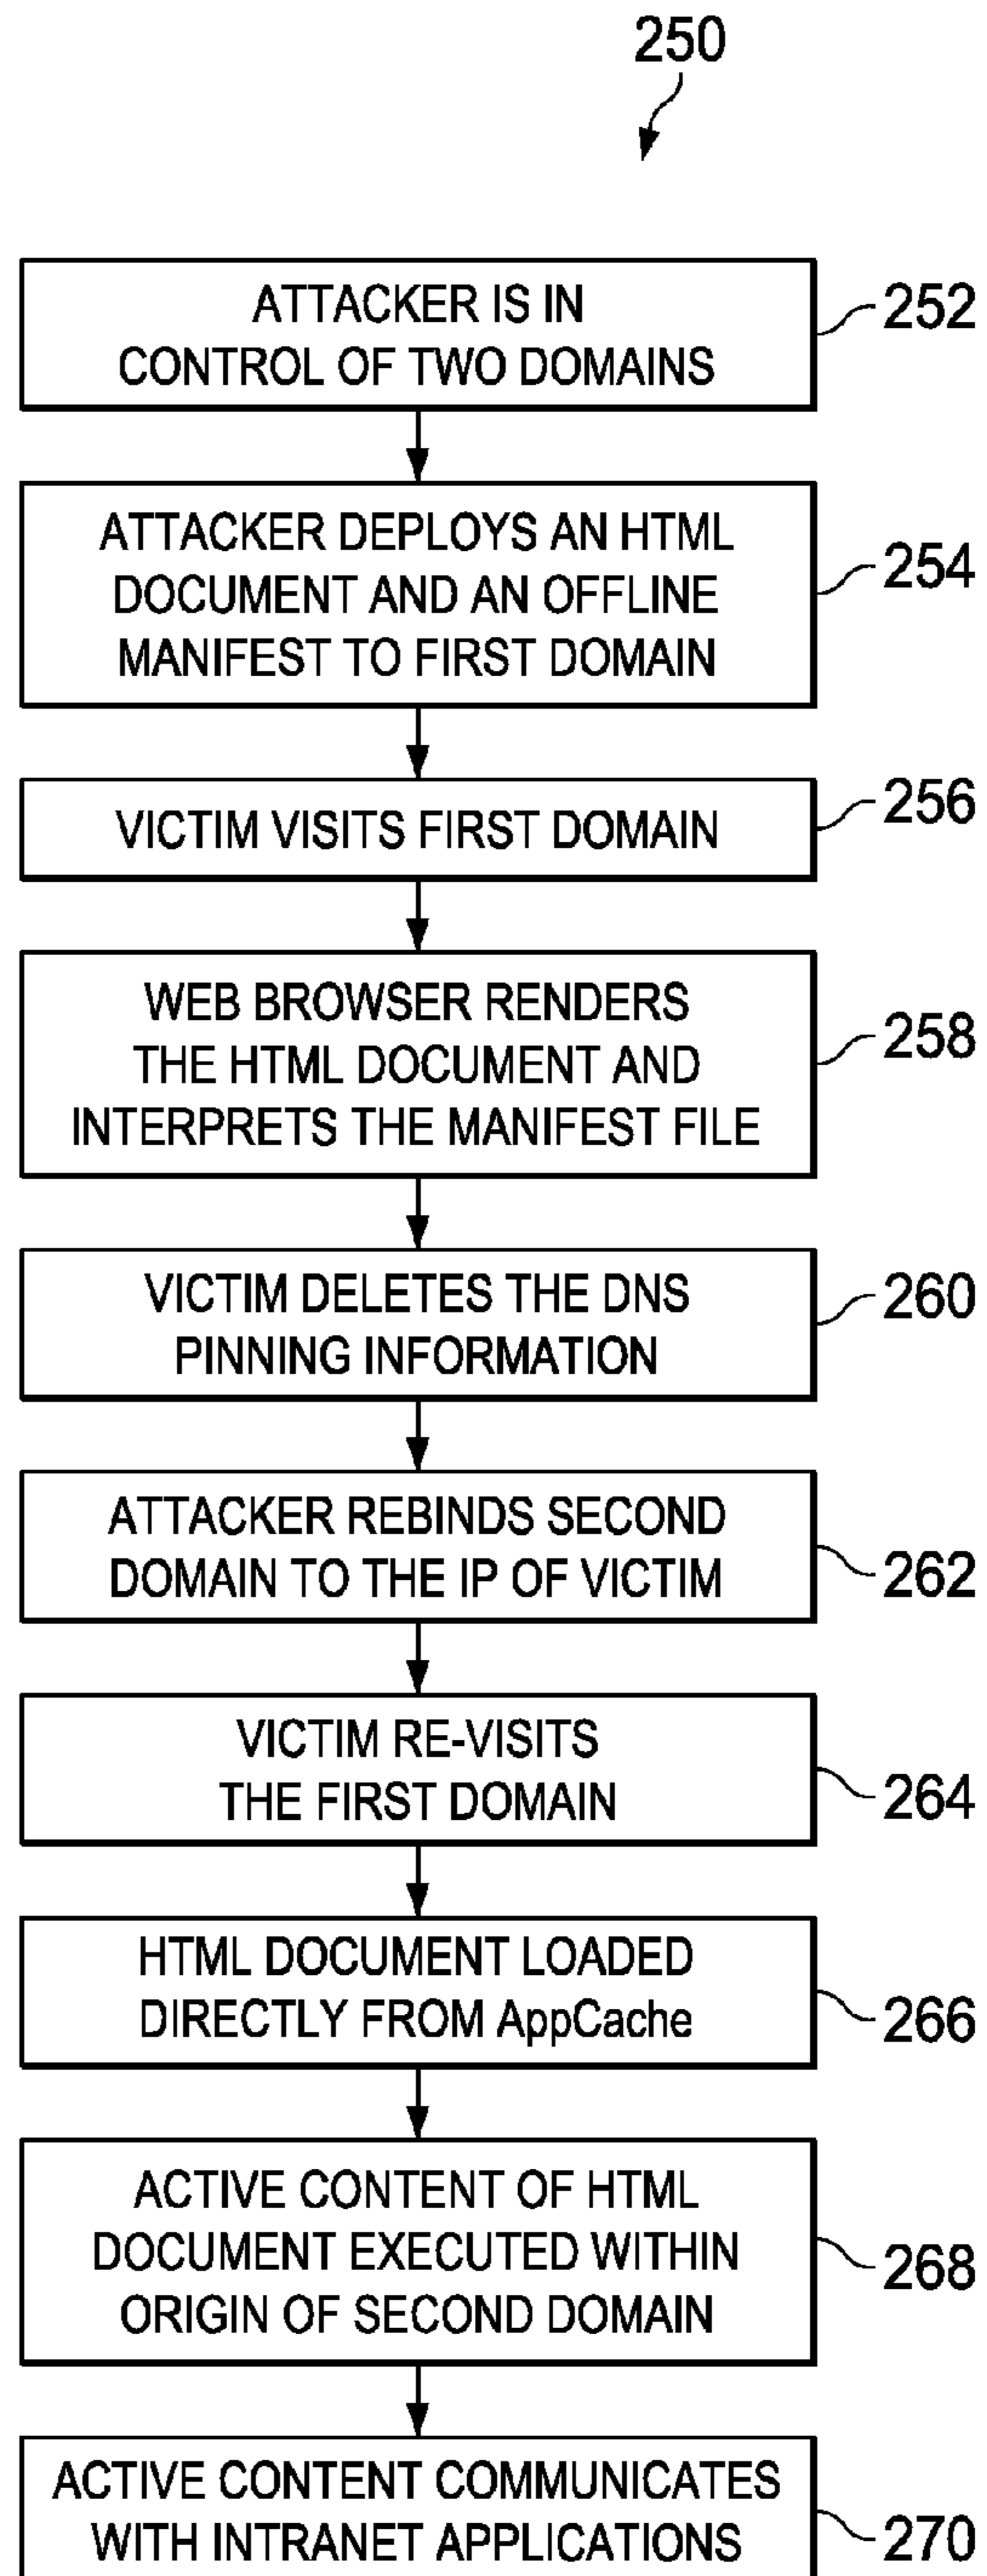 250
ATTACKER IS IN
CONTROL OF TWO DOMAINS
252
ATTACKER DEPLOYS AN HTML
DOCUMENT AND AN OFFLINE
MANIFEST TO FIRST DOMAIN
254
VICTIM VISITS FIRST DOMAIN
256
WEB BROWSER RENDERS
THE HTML DOCUMENT AND
INTERPRETS THE MANIFEST FILE
258
VICTIM DELETES THE DNS
PINNING INFORMATION
260
ATTACKER REBINDS SECOND
DOMAIN TO THE IP OF VICTIM
262
VICTIM RE-VISITS
THE FIRST DOMAIN
264
HTML DOCUMENT LOADED
DIRECTLY FROM AppCache
266
ACTIVE CONTENT OF HTML
DOCUMENT EXECUTED WITHIN
ORIGIN OF SECOND DOMAIN
268
ACTIVE CONTENT COMMUNICATES
WITH INTRANET APPLICATIONS
270